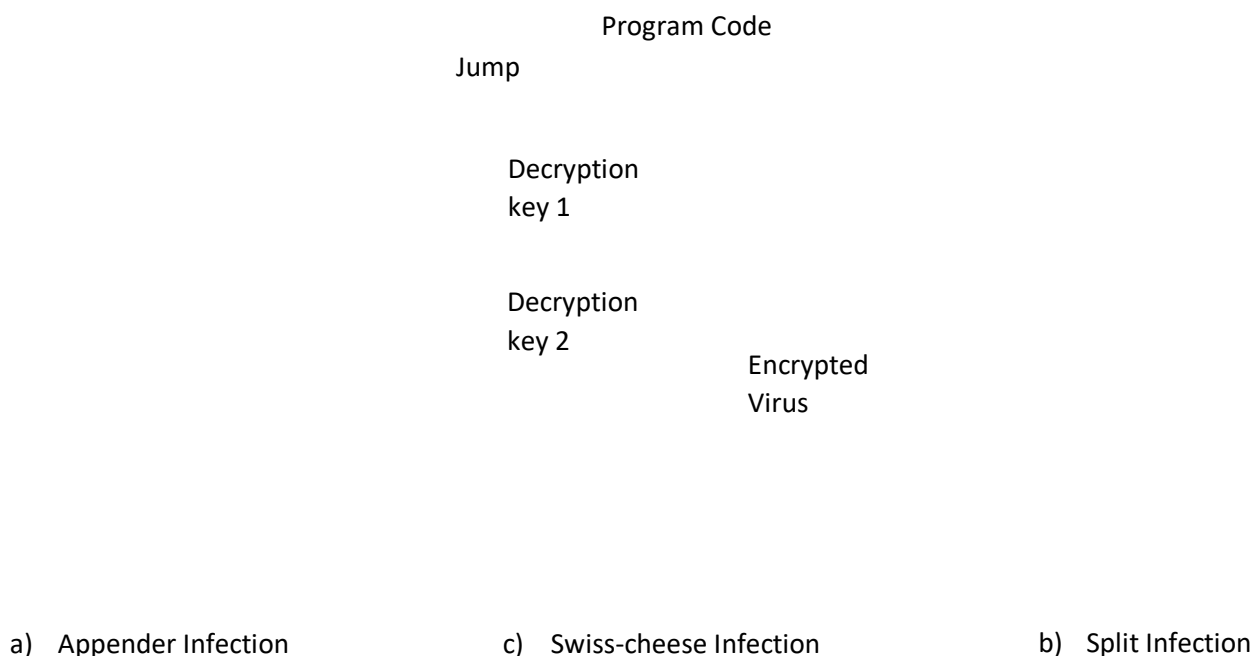 Program Code
Jump
Decryption
key 1
Decryption
key 2
Encrypted
Virus
a) Appender Infection c) Swiss-cheese Infection b) Split Infection